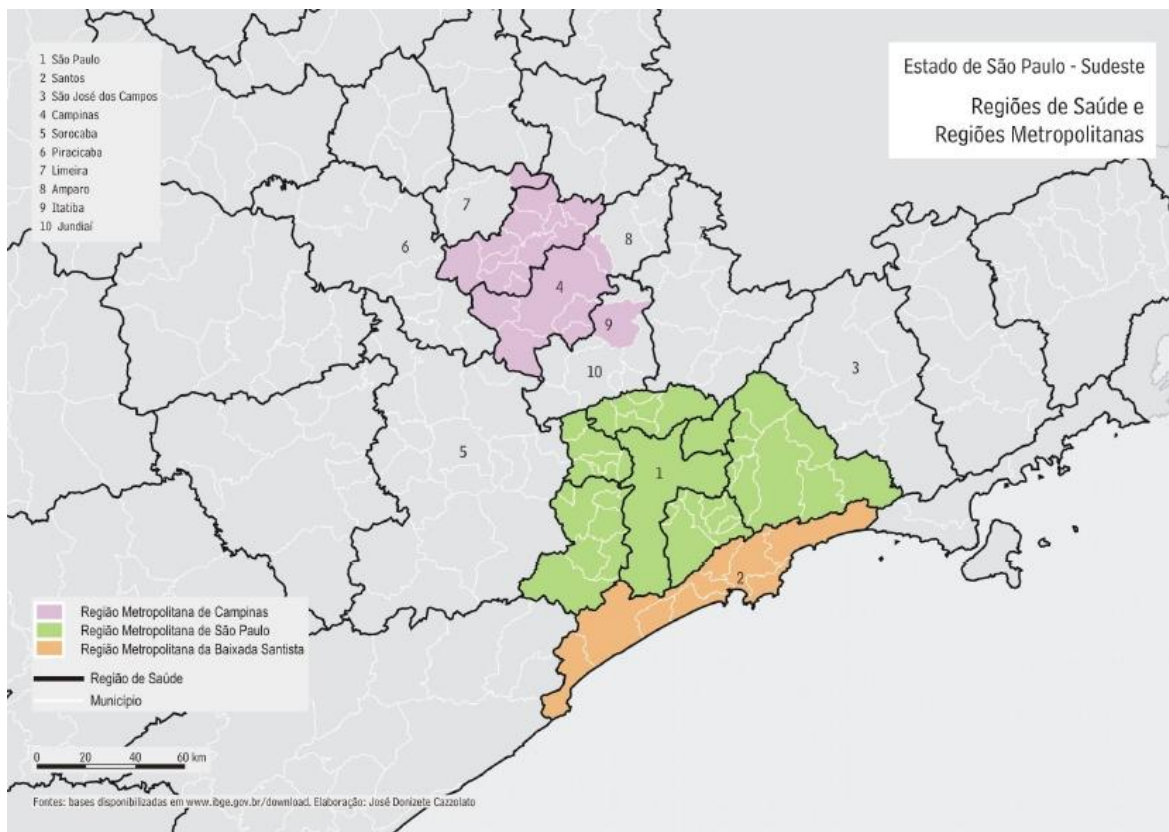 1 São Paulo
2 Santos
3 São José dos Campos
4 Campinas
5 Sorocaba
6 Piracicaba
7 Limeira
8 Amparo
9 Itatiba
10 Jundiaí
Estado de São Paulo - Sudeste
Regiões de Saúde e
Regiões Metropolitanas
7
8
6
4
9
10
3
5
1
2
Região Metropolitana de Campinas
Região Metropolitana de São Paulo
Região Metropolitana da Baixada Santista
Região de Saúde
Município
0 20 40 60 km
Fontes: bases disponibilizadas em www.ibge.gov.br/download. Elaboração: José Donizete Cazzolato